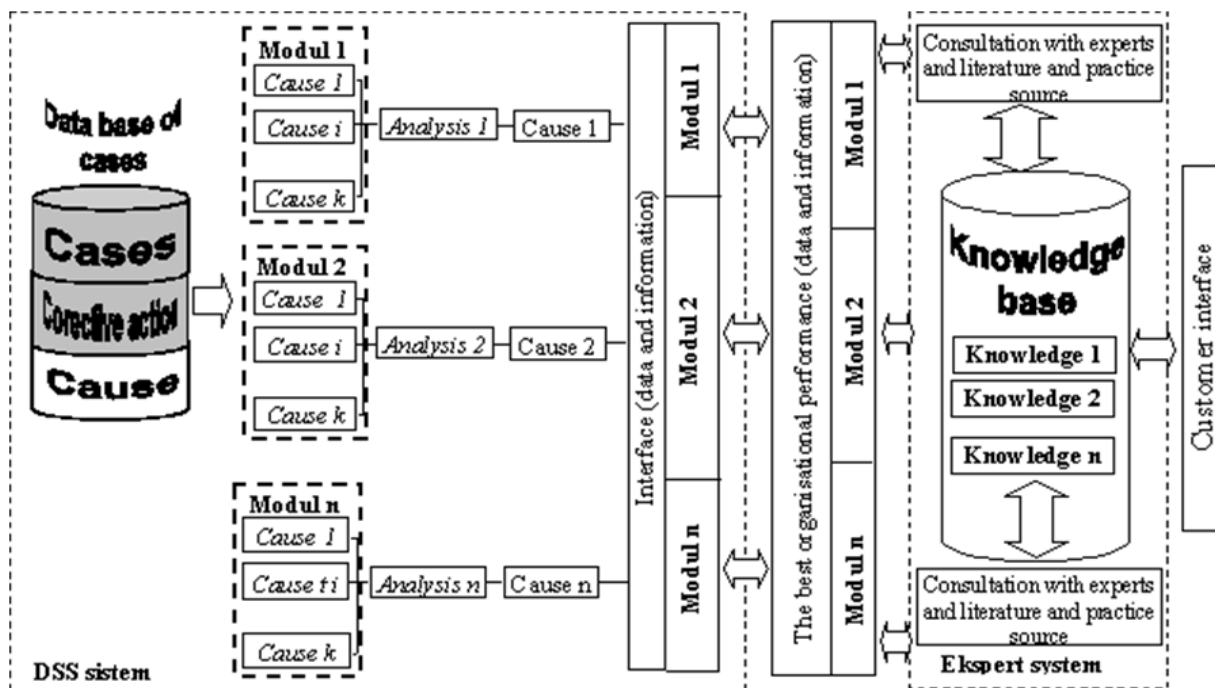 Data base of
cases
Cases
Corective action
Cause
Modul 1
Cause 1
Cause i
Cause k
Analysis 1
Cause 1
Modul 2
Cause 1
Cause i
Cause k
Analysis 2
Cause 2
Modul n
Cause 1
Cause t i
Cause k
Analysis n
Cause n
DSS sistem
Interface (data and information)
Modul 1
Modul 2
Modul n
The best organisational performance (data and information)
Modul 1
Modul 2
Modul n
Consultation with experts
and literature and practice
source
Knowledge
base
Knowledge 1
Knowledge 2
Knowledge n
Consultation with experts
and literature and practice
source
Ekspert system
Customer interface